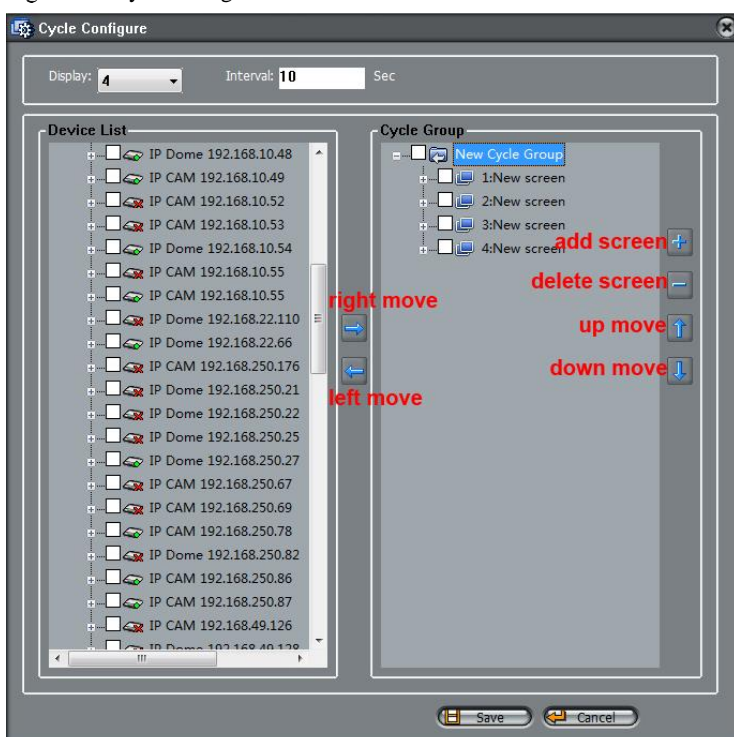 Cycle Configure
Display: 4 Interval: 10 Sec
Device List
IP Dome 192.168.10.48
IP CAM 192.168.10.49
IP CAM 192.168.10.52
IP CAM 192.168.10.53
IP Dome 192.168.10.54
IP CAM 192.168.10.55
IP CAM 192.168.10.55
IP Dome 192.168.22.110
IP Dome 192.168.22.66
IP CAM 192.168.250.176
IP Dome 192.168.250.21
IP Dome 192.168.250.22
IP Dome 192.168.250.25
IP Dome 192.168.250.27
IP CAM 192.168.250.67
IP CAM 192.168.250.69
IP CAM 192.168.250.78
IP Dome 192.168.250.82
IP CAM 192.168.250.86
IP CAM 192.168.250.87
IP CAM 192.168.49.126
IP Dome 192.168.49.128
right move
left move
Cycle Group
New Cycle Group
1:New screen
2:New screen
3:New screen
4:New screen
add screen
delete screen
up move
down move
Save
Cancel